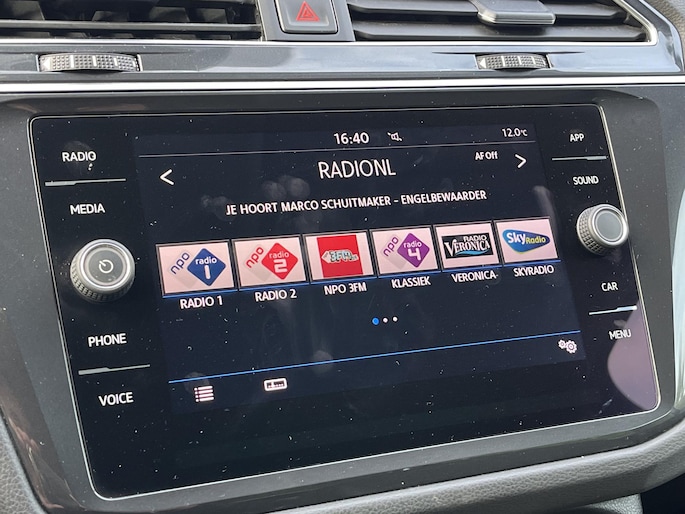 16:40
12.0°C
RADIO
MEDIA
PHONE
VOICE
RADIONL
AF Off
JE HOORT MARCO SCHUITMAKER - ENGELBEWAARDER
npo radio 1
npo radio 2
3FM
npo radio 4
RADIO VERONICA
Sky Radio
RADIO 1
RADIO 2
NPO 3FM
KLASSIEK
VERONICA
SKYRADIO
APP
SOUND
CAR
MENU